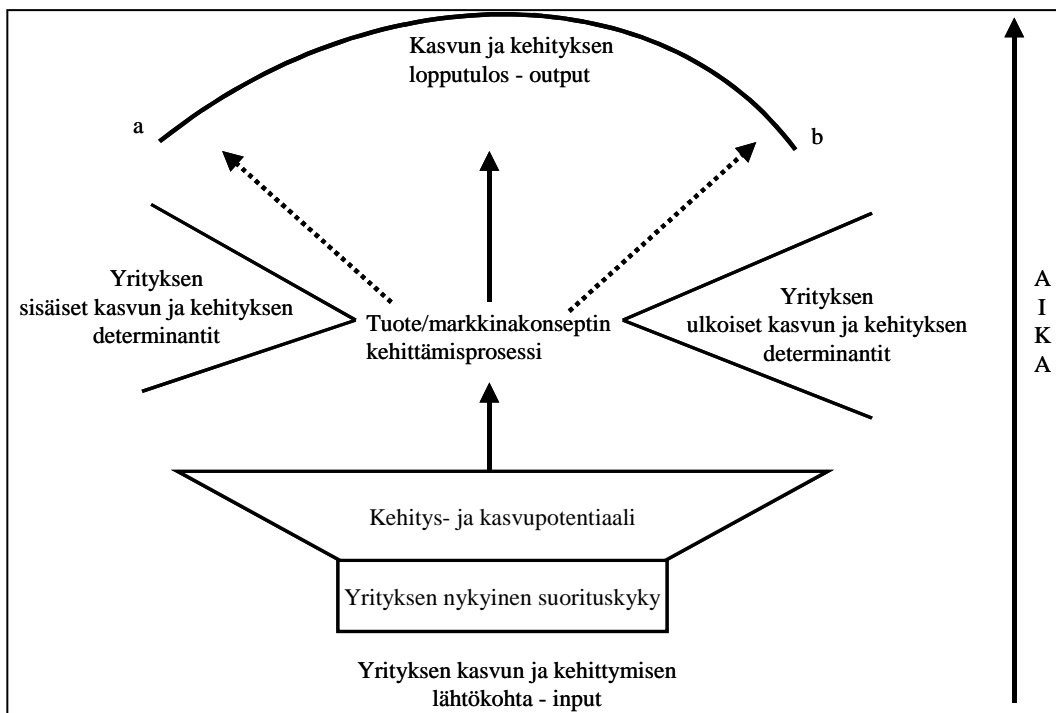 Kasvun ja kehityksen
lopputulos - output
a
b
Yrityksen
sisäiset kasvun ja kehityksen
determinantit
Tuote/markkinakonseptin
kehittämisprosessi
Yrityksen
ulkoiset kasvun ja kehityksen
determinantit
A
I
K
A
Kehitys- ja kasvupotentiaali
Yrityksen nykyinen suorituskyky
Yrityksen kasvun ja kehittymisen
lähtökohta - input